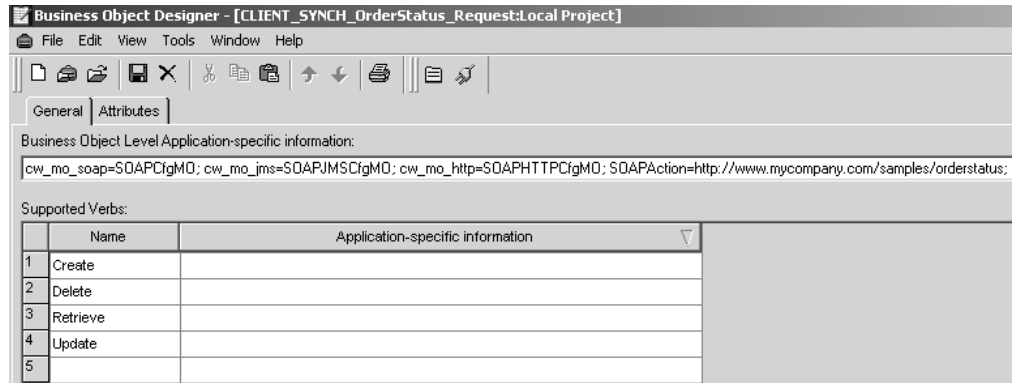 Business Object Designer - [CLIENT_SYNCH_OrderStatus_Request:Local Project]
File Edit View Tools Window Help
General Attributes
Business Object Level Application-specific information:
cw_mo_soap=SOAPCfgMO; cw_mo_jms=SOAPJMSCfgMO; cw_mo_http=SOAPHTTPCfgMO; SOAPAction=http://www.mycompany.com/samples/orderstatus;
Supported Verbs:
Name Application-specific information
1 Create
2 Delete
3 Retrieve
4 Update
5